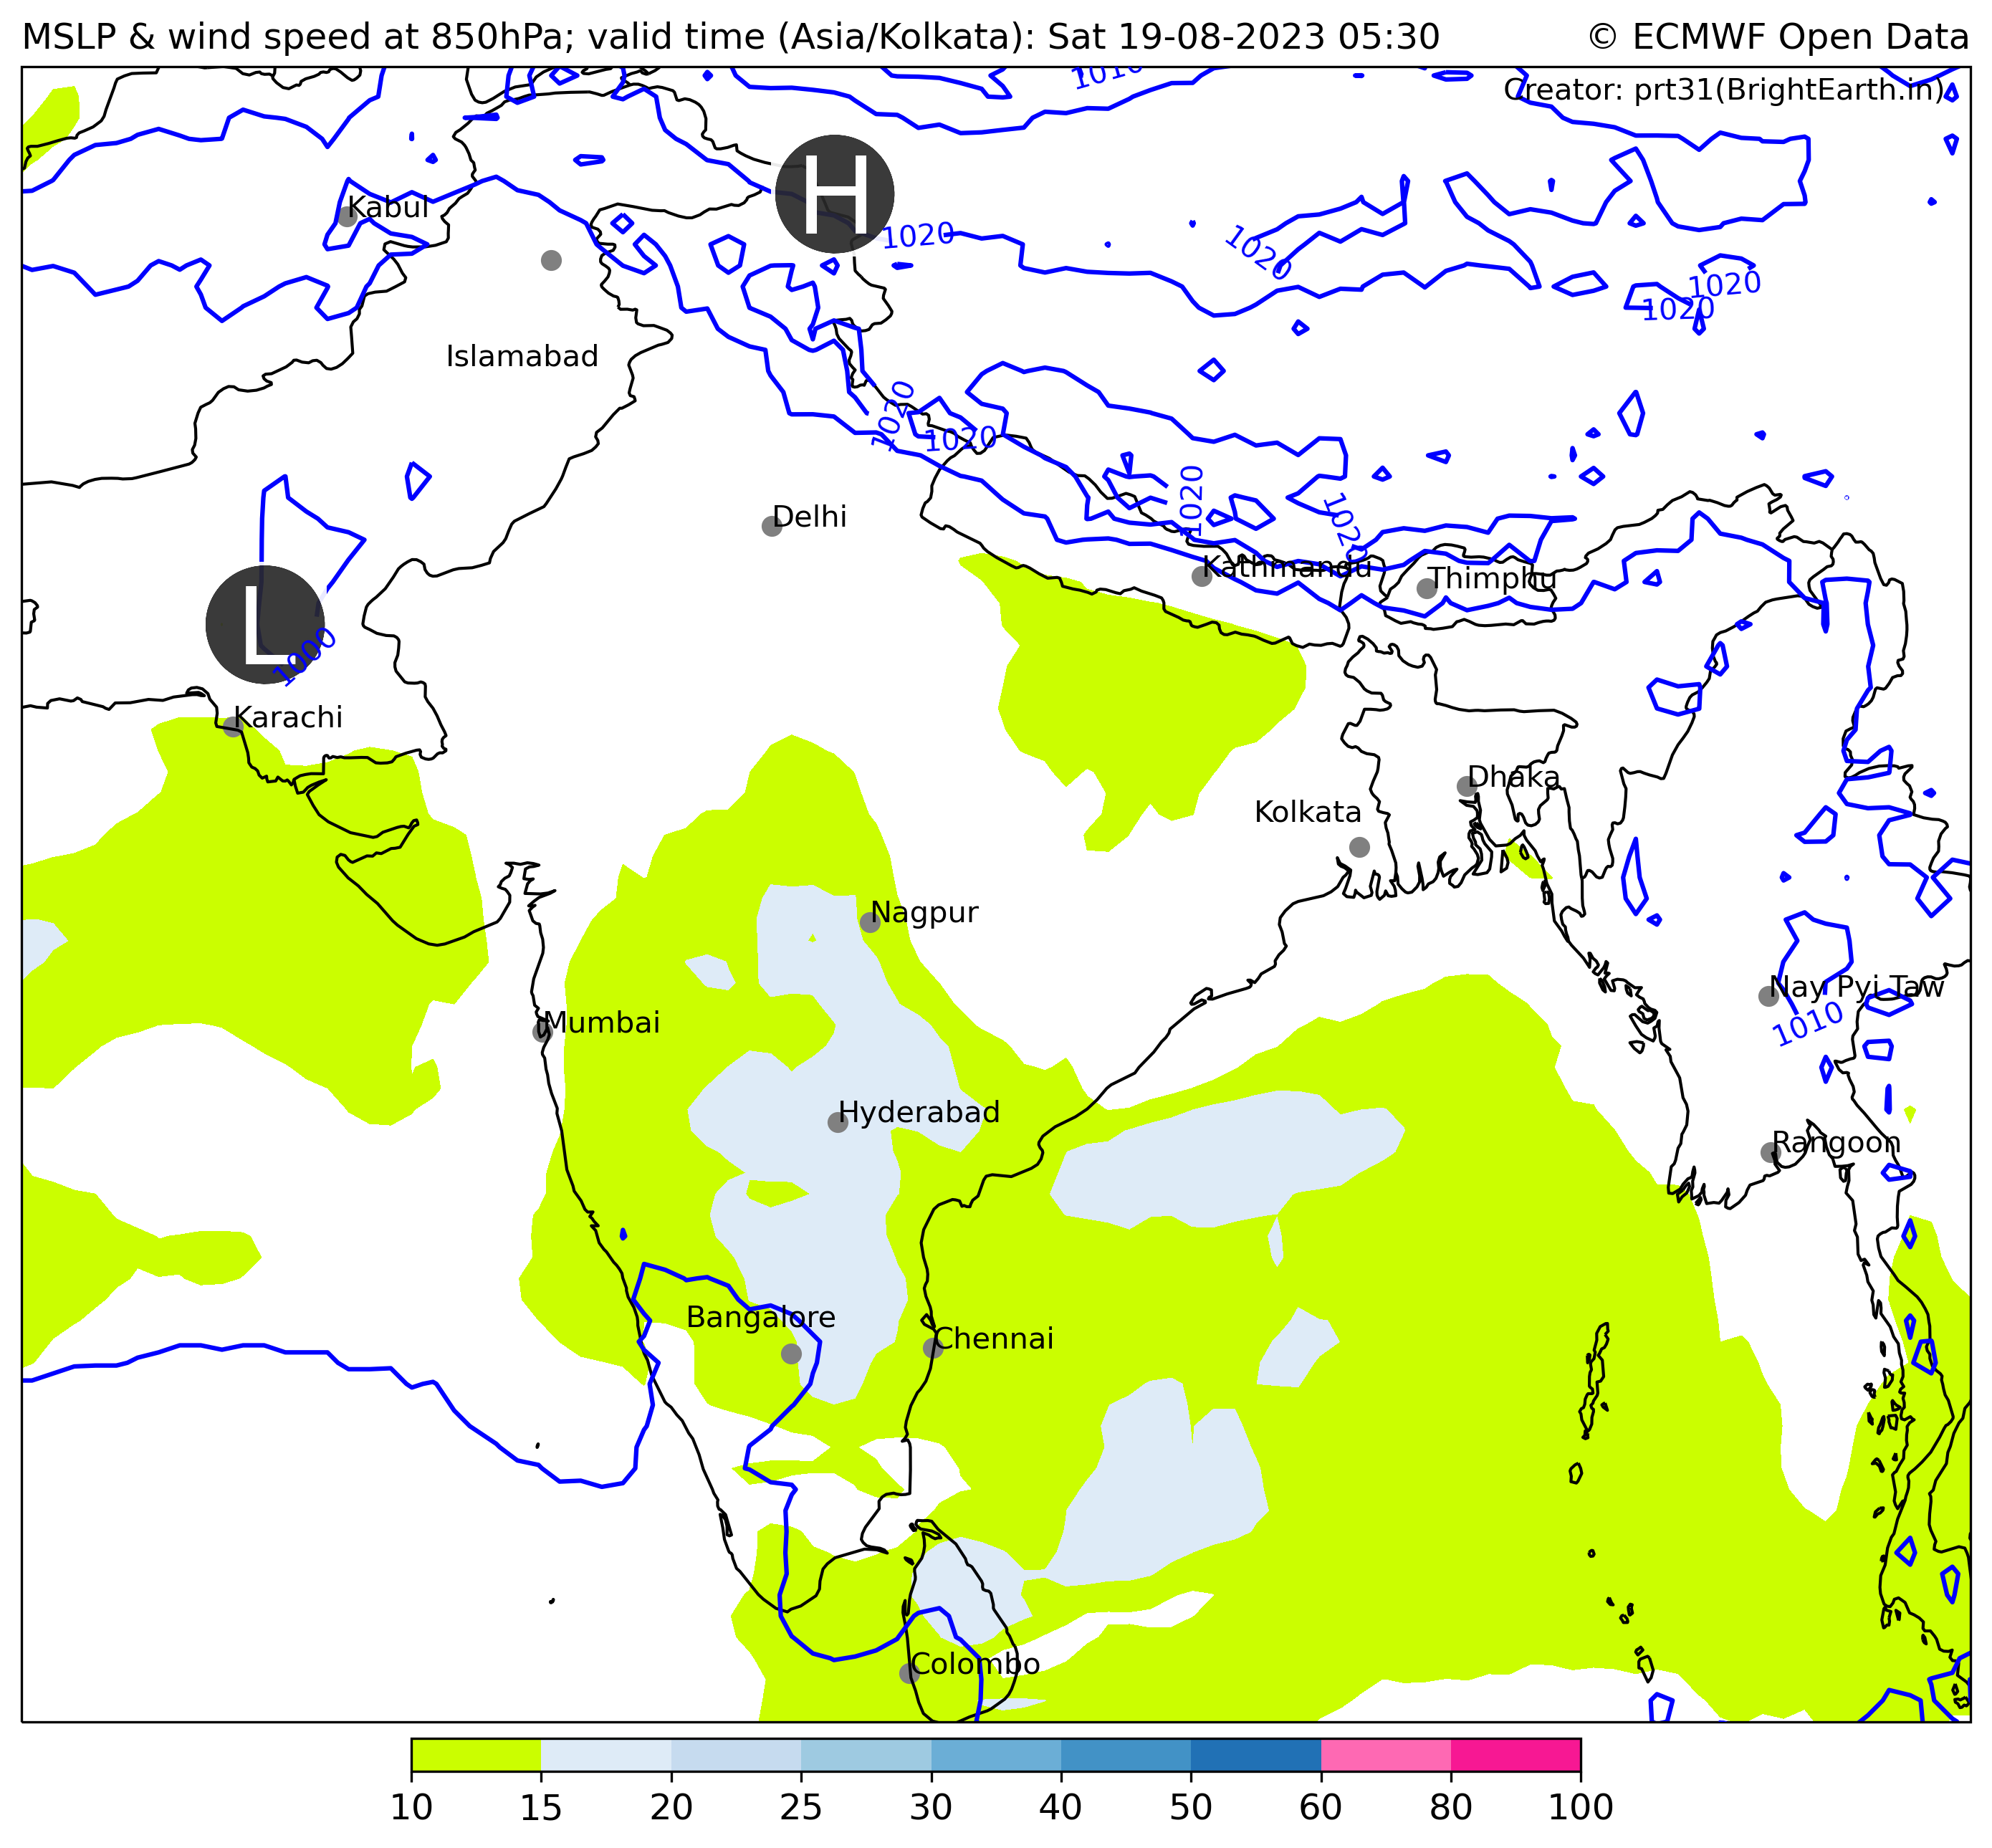 MSLP & wind speed at 850hPa; valid time (Asia/Kolkata): Sat 19-08-2023 05:30 © ECMWF Open Data
1010
Creator: prt31(BrightEarth.in)
H
Kabul
1020
1020
1020
1020
Islamabad
1020
1020
1020
Delhi
1020
Kathmandu
Thimphu
L
1000
Karachi
Dhaka
Kolkata
Nagpur
Nay Pyi Taw
Mumbai
1010
Hyderabad
Rangoon
Bangalore
Chennai
Colombo
10 15 20 25 30 40 50 60 80 100